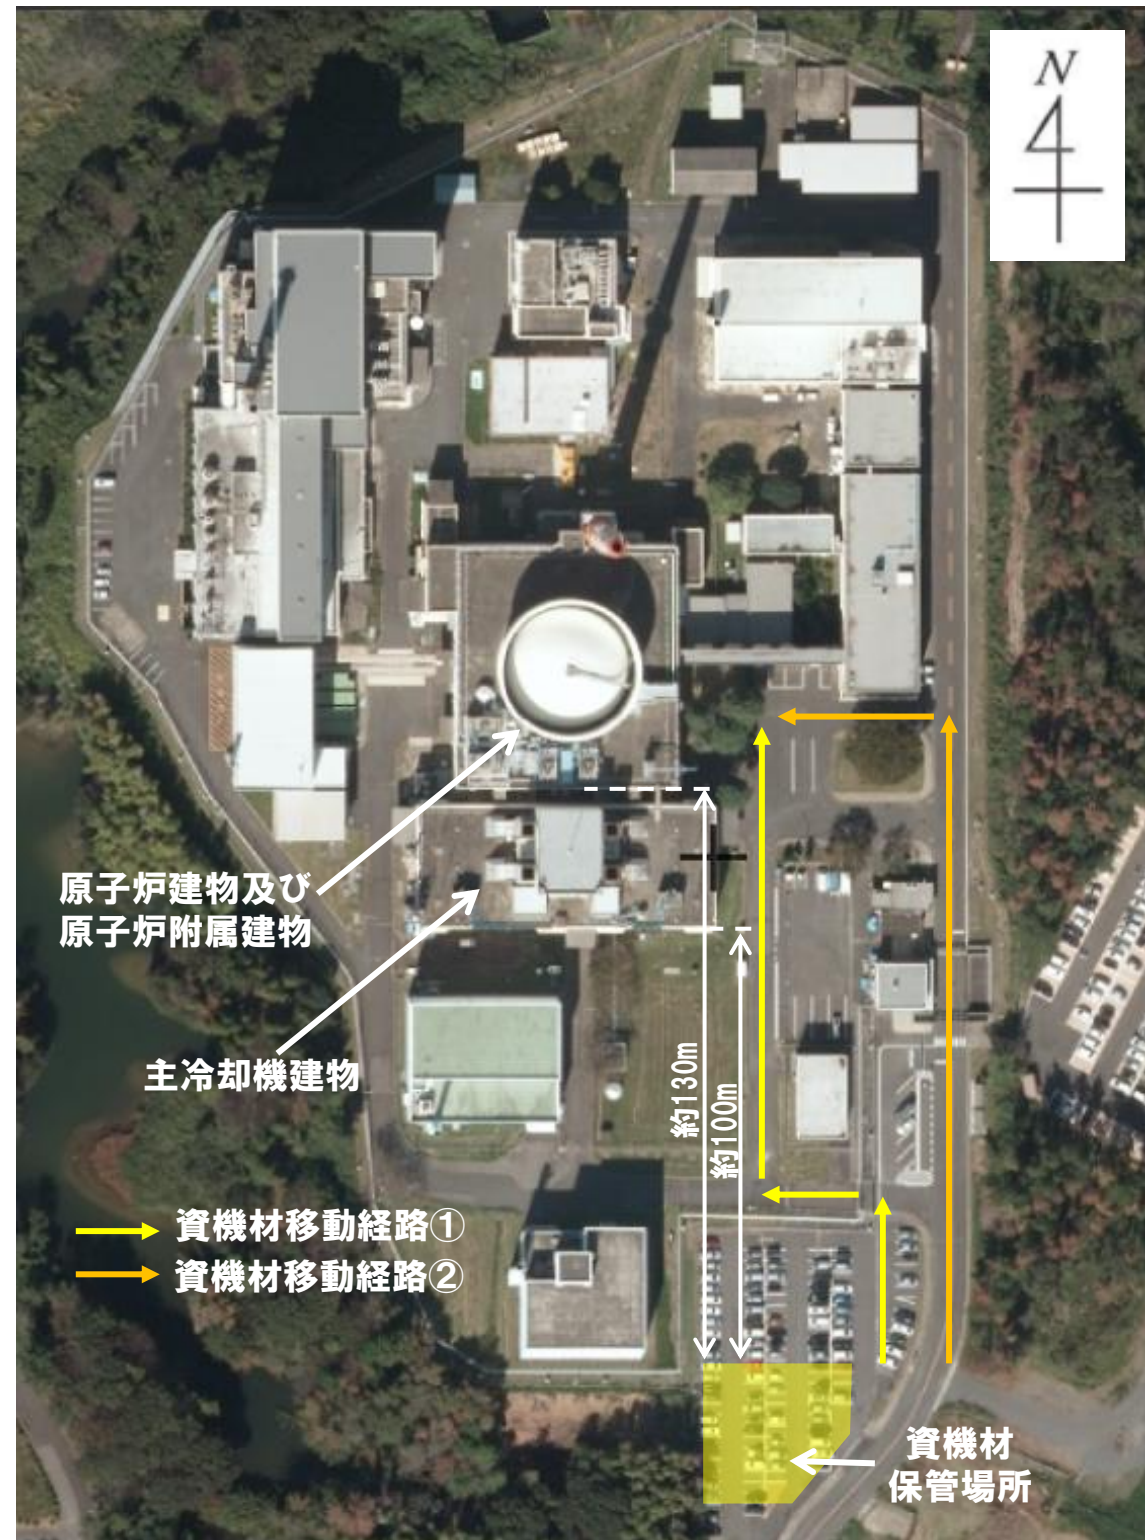 N
原子炉建物及び
原子炉附属建物
主冷却機建物
約130m
約100m
資機材移動経路①
資機材移動経路②
資機材
保管場所